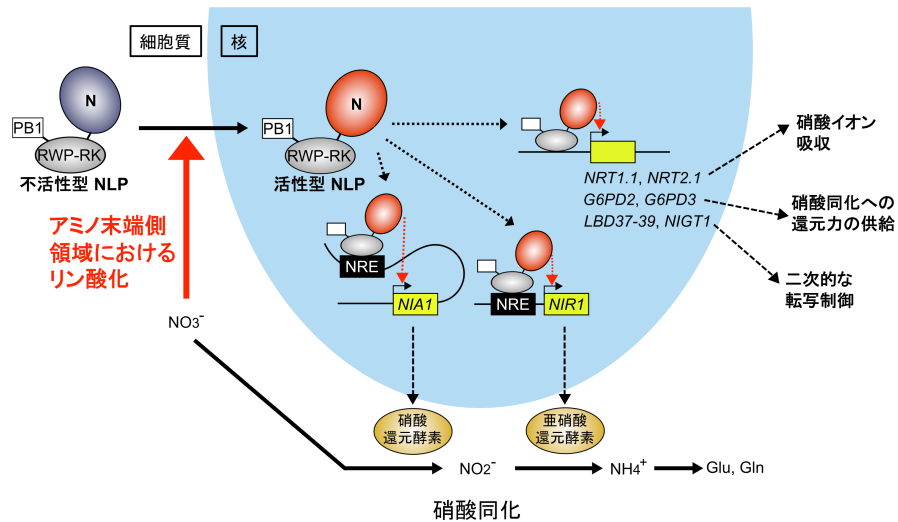 細胞質
核
N
PB1
RWP-RK
不活性型 NLP
N
PB1
RWP-RK
活性型 NLP
アミノ末端側
領域における
リン酸化
NO3-
NRT1.1, NRT2.1
G6PD2, G6PD3
LBD37-39, NIGT1
硝酸イオン
吸収
硝酸同化への
還元力の供給
二次的な
転写制御
NRE
NIA1
NRE
NIR1
硝酸
還元酵素
亜硝酸
還元酵素
NO2-
NH4+
Glu, Gln
硝酸同化